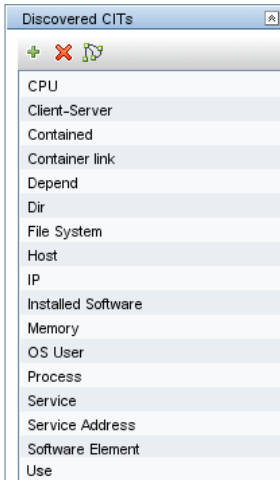 Discovered CITs
CPU
Client-Server
Contained
Container link
Depend
Dir
File System
Host
IP
Installed Software
Memory
OS User
Process
Service
Service Address
Software Element
Use